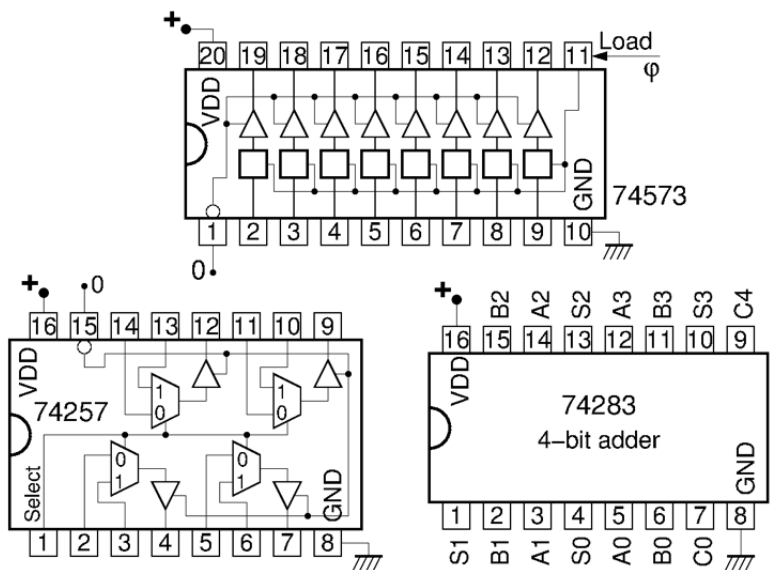 +
20 19 18 17 16 15 14 13 12 11 Load
φ
VDD
GND
74573
1 2 3 4 5 6 7 8 9 10
0
+ 0
16 15 14 13 12 11 10 9
VDD
1 1
74257 0 0
0 0
1 1
Select
GND
1 2 3 4 5 6 7 8
+ B2 A2 S2 A3 B3 S3 C4
16 15 14 13 12 11 10 9
VDD
74283
4-bit adder
GND
1 2 3 4 5 6 7 8
S1 B1 A1 S0 A0 B0 C0